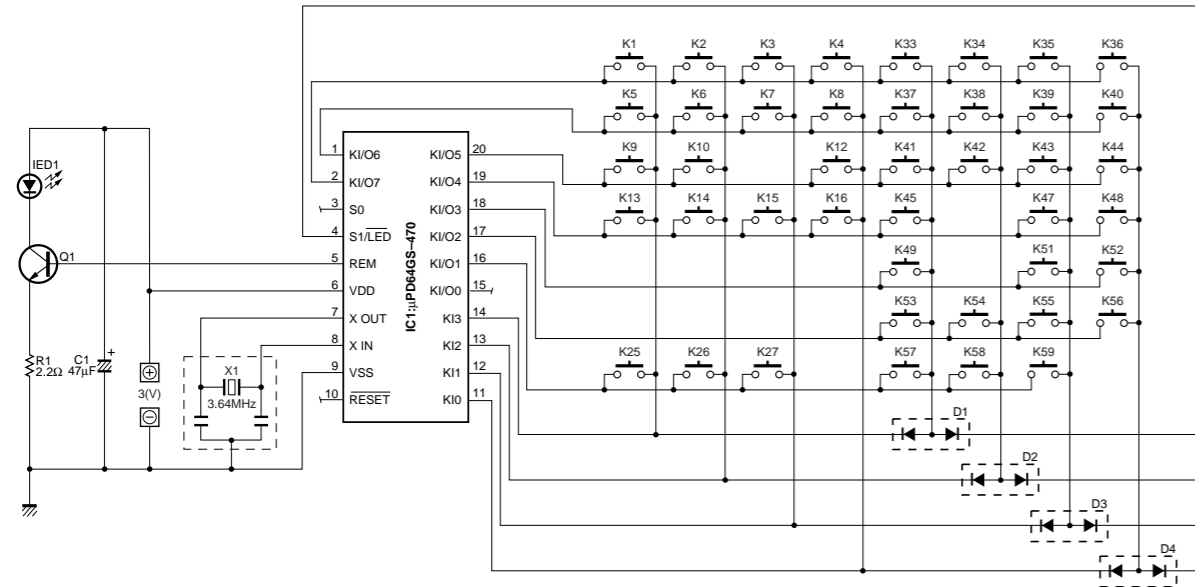 K1 K2 K3 K4 K33 K34 K35 K36
K5 K6 K7 K8 K37 K38 K39 K40
K9 K10 K12 K41 K42 K43 K44
K13 K14 K15 K16 K45 K47 K48
K49 K51 K52
K53 K54 K55 K56
K25 K26 K27 K57 K58 K59
D1
D2
D3
D4
IED1
Q1
R1
2.2Ω
C1
47µF
+
3(V)
X1
3.64MHz
IC1:µPD64GS–470
1 KI/O6 KI/O5 20
2 KI/O7 KI/O4 19
3 S0 KI/O3 18
4 S1/LED KI/O2 17
5 REM KI/O1 16
6 VDD KI/O0 15
7 X OUT KI3 14
8 X IN KI2 13
9 VSS KI1 12
10 RESET KI0 11